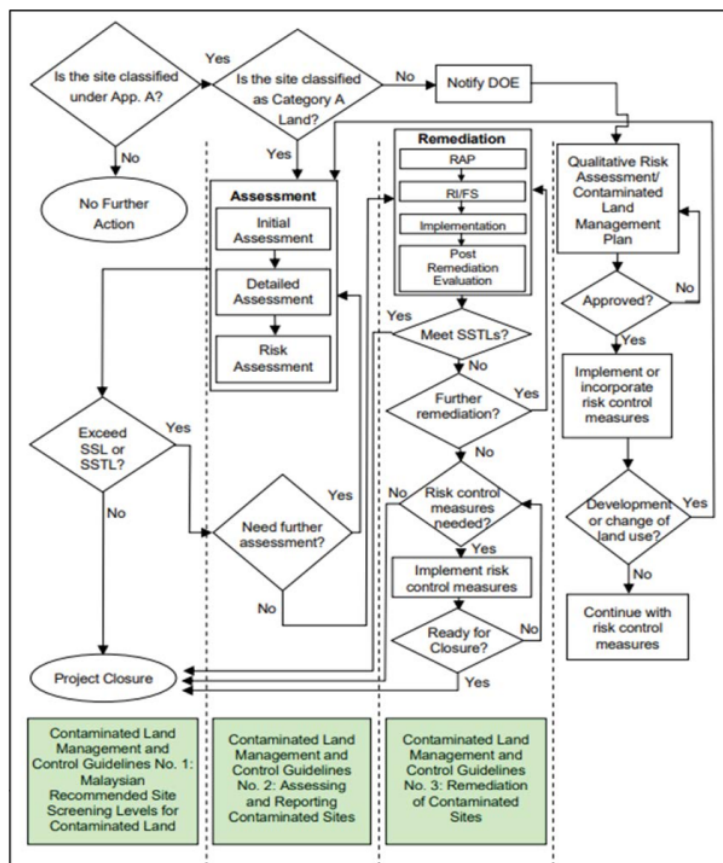 Is the site classified
under App. A?
Yes
Is the site classified
as Category A
Land?
No
Notify DOE
No
No Further
Action
Yes
Assessment
Initial
Assessment
Detailed
Assessment
Risk
Assessment
Remediation
RAP
RI/FS
Implementation
Post
Remediation
Evaluation
Qualitative Risk
Assessment/
Contaminated
Land
Management
Plan
No
Approved?
Yes
Yes
Meet SSTLs?
No
Implement or
incorporate
risk control
measures
Further
remediation?
Yes
No
Exceed
SSL or
SSTL?
Yes
No
Need further
assessment?
Yes
No
No
Risk control
measures
needed?
Yes
Implement risk
control measures
Ready for
Closure?
No
Yes
Development
or change of
land use?
Yes
No
Continue with
risk control
measures
Project Closure
Contaminated Land
Management and
Control Guidelines No. 1:
Malaysian
Recommended Site
Screening Levels for
Contaminated Land
Contaminated Land
Management and
Control Guidelines
No. 2: Assessing
and Reporting
Contaminated Sites
Contaminated Land
Management and
Control Guidelines
No. 3: Remediation
of Contaminated
Sites